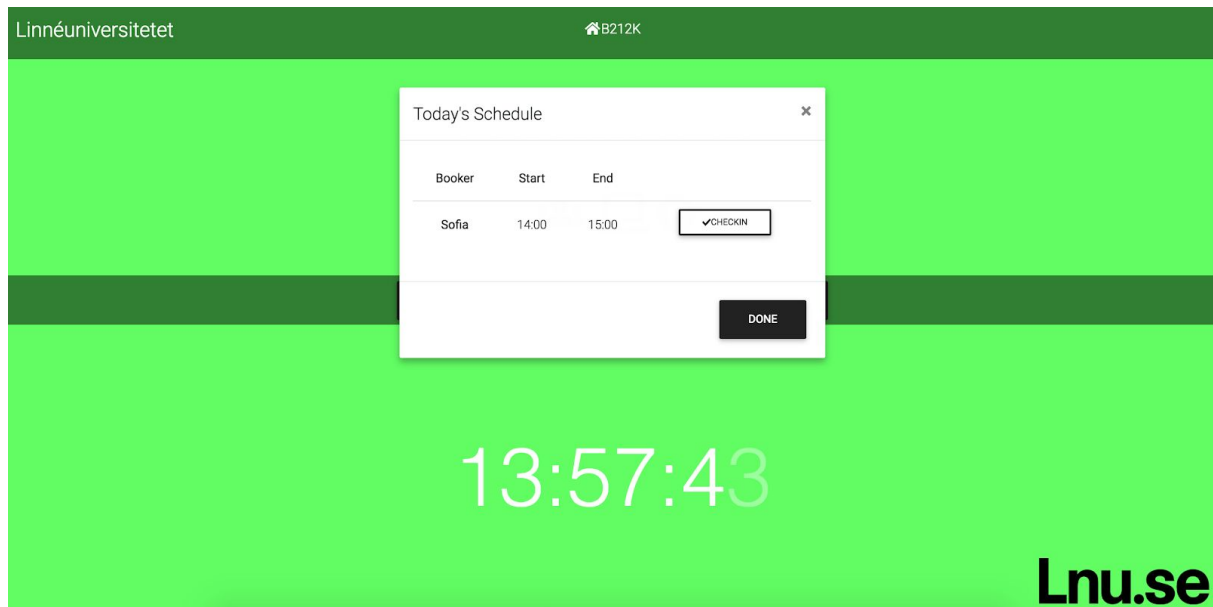 Linnéuniversitetet
B212K
Today's Schedule ×
Booker Start End
Sofia 14:00 15:00 ✔CHECKIN
DONE
13:57:43
Lnu.se